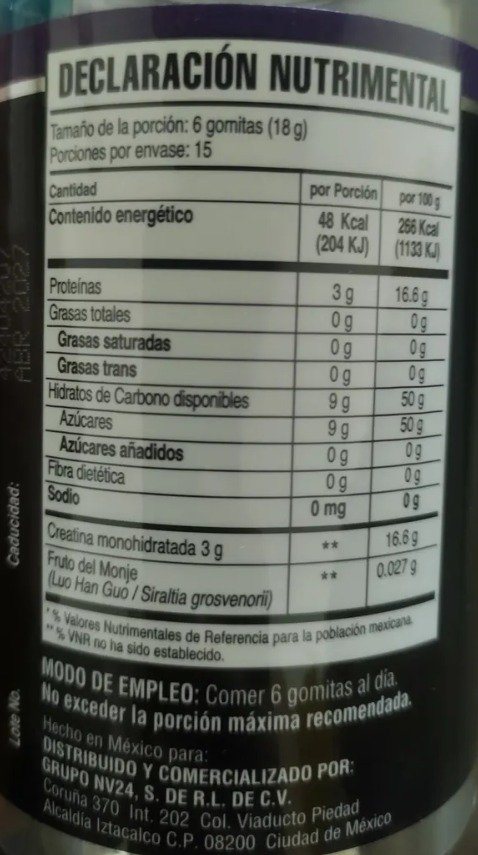 DECLARACIÓN NUTRIMENTAL
Tamaño de la porción: 6 gomitas (18 g)
Porciones por envase: 15
Cantidad por Porción por 100 g
Contenido energético 48 Kcal 266 Kcal
(204 KJ) (1133 KJ)
Proteínas 3 g 16.6 g
Grasas totales 0 g 0 g
Grasas saturadas 0 g 0 g
Grasas trans 0 g 0 g
Hidratos de Carbono disponibles 9 g 50 g
Azúcares 9 g 50 g
Azúcares añadidos 0 g 0 g
Fibra dietética 0 g 0 g
Sodio 0 mg 0 g
Creatina monohidratada 3 g ** 16.6 g
Fruto del Monje ** 0.027 g
(Luo Han Guo / Siraltia grosvenorii)
* % Valores Nutrimentales de Referencia para la población mexicana.
** % VNR no ha sido establecido.
MODO DE EMPLEO: Comer 6 gomitas al día.
No exceder la porción máxima recomendada.
Hecho en México para:
DISTRIBUIDO Y COMERCIALIZADO POR:
GRUPO NV24, S. DE R.L. DE C.V.
Coruña 370 Int. 202 Col. Viaducto Piedad
Alcaldía Iztacalco C.P. 08200 Ciudad de México
Caducidad:
ABR 2027
Lote No.